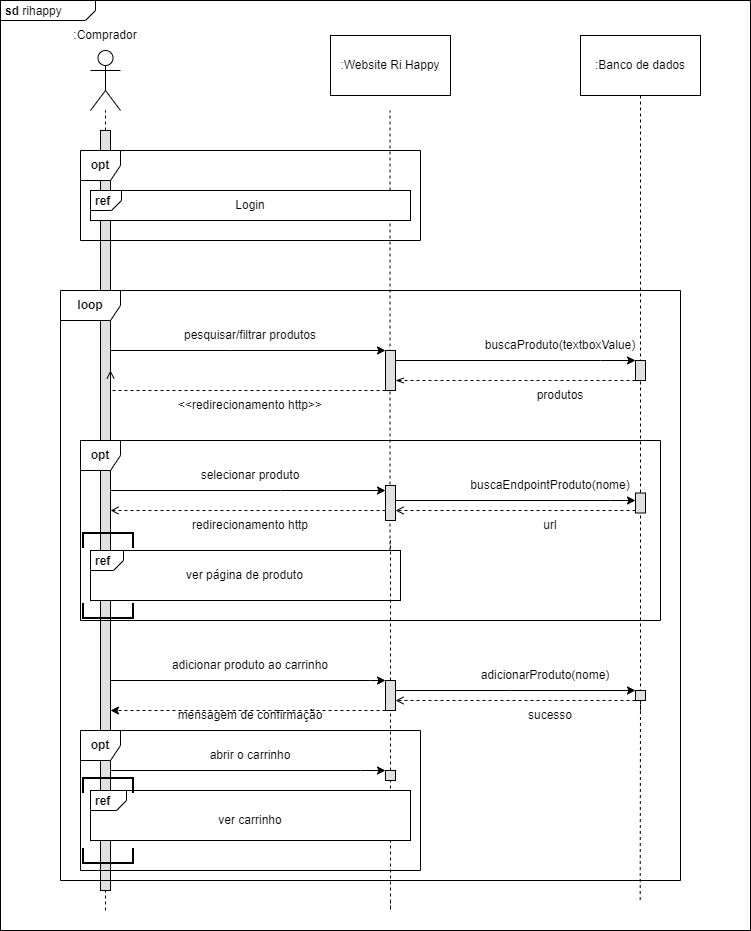 sd rihappy
:Comprador
:Website Ri Happy
:Banco de dados
opt
ref
Login
loop
pesquisar/filtrar produtos
buscaProduto(textboxValue)
produtos
<<redirecionamento http>>
opt
selecionar produto
buscaEndpointProduto(nome)
redirecionamento http
url
ref
ver página de produto
adicionar produto ao carrinho
adicionarProduto(nome)
mensagem de confirmação
sucesso
opt
abrir o carrinho
ref
ver carrinho